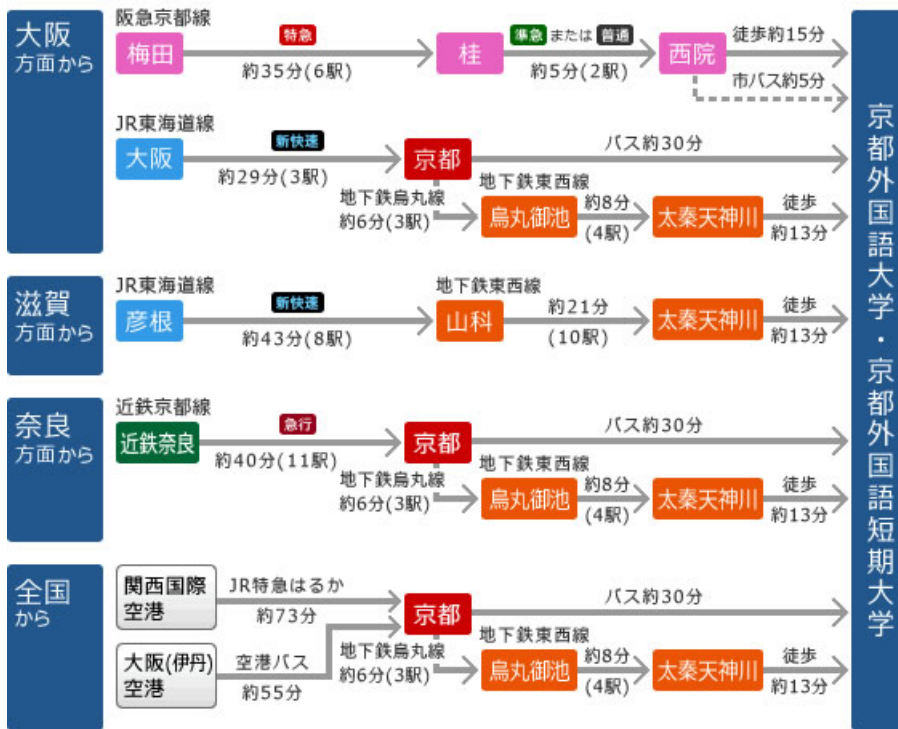 大阪
方面から
阪急京都線
梅田
特急
約35分(6駅)
桂
準急 または 普通
約5分(2駅)
西院
徒歩約15分
市バス約5分
JR東海道線
大阪
新快速
約29分(3駅)
京都
バス約30分
地下鉄烏丸線
約6分(3駅)
地下鉄東西線
烏丸御池
約8分
(4駅)
太秦天神川
徒歩
約13分
滋賀
方面から
JR東海道線
彦根
新快速
約43分(8駅)
地下鉄東西線
山科
約21分
(10駅)
太秦天神川
徒歩
約13分
奈良
方面から
近鉄京都線
近鉄奈良
急行
約40分(11駅)
京都
バス約30分
地下鉄烏丸線
約6分(3駅)
地下鉄東西線
烏丸御池
約8分
(4駅)
太秦天神川
徒歩
約13分
全国
から
関西国際
空港
JR特急はるか
約73分
大阪(伊丹)
空港
空港バス
約55分
京都
バス約30分
地下鉄烏丸線
約6分(3駅)
地下鉄東西線
烏丸御池
約8分
(4駅)
太秦天神川
徒歩
約13分
京都外国語大学・京都外国語短期大学